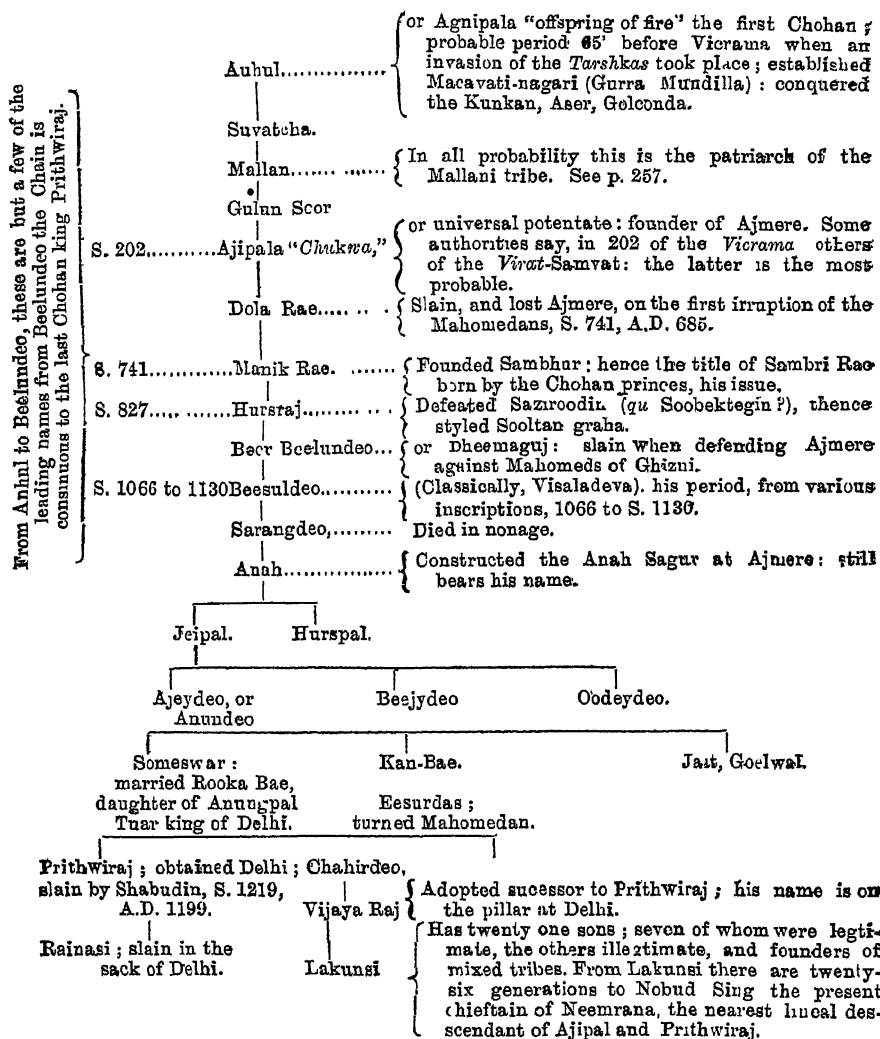 From Anhnl to Beelundeo, these are but a few of the
leading names from Beelundeo the Chain is
consinuous to the last Chohan king Prithwiraj.
Auhul................ or Agnipala "offspring of fire" the first Chohan ;
probable period 65' before Vicrama when an
invasion of the Tarshkas took place ; established
Macavati-nagari (Gurra Mundilla) : conquered
the Kunkan, Aser, Golconda.
Suvatcha.
Mallan....... ... ...... In all probability this is the patriarch of the
Mallani tribe. See p. 257.
Gulun Scor
S. 202.........Ajipala "Chukwa," or universal potentate : founder of Ajmere. Some
authorities say, in 202 of the Vicrama others
of the Virat-Samvat: the latter is the most
probable.
Dola Rae..... .. . Slain, and lost Ajmere, on the first irruption of the
Mahomedans, S. 741, A.D. 685.
S. 741............Manik Rae. ....... Founded Sambhur ; hence the title of Sambri Rao
born by the Chohan princes, his issue.
S. 827..... ......Hursraj.......... ... Defeated Saziroodin (qu Soobektegin ?), thence
styled Sooltan graha.
Beer Beelundeo... or Dheemaguj : slain when defending Ajmere
against Mahomeds of Ghizni.
S. 1066 to 1130Beesuldeo........... (Classically, Visaladeva). his period, from various
inscriptions, 1066 to S. 1130.
Sarangdeo,......... Died in nonage.
Anah............... Constructed the Anah Sagur at Ajmere : still
bears his name.
Jeipal. Hurspal.
Ajeydeo, or Beejydeo Oodeydeo.
Anundeo
Someswar : Kan-Bae. Jait, Goelwal.
married Rooka Bae,
daughter of Anungpal Eesurdas ;
Tuar king of Delhi. turned Mahomedan.
Prithwiraj ; obtained Delhi ; Chahirdeo,
slain by Shabudin, S. 1219,
A.D. 1199.
Vijaya Raj Adopted sucessor to Prithwiraj ; his name is on
the pillar at Delhi.
Rainasi ; slain in the
sack of Delhi.
Lakunsi Has twenty one sons ; seven of whom were legti-
mate, the others illegtimate, and founders of
mixed tribes. From Lakunsi there are twenty-
six generations to Nobud Sing the present
chieftain of Neemrana, the nearest lineal des-
scendant of Ajipal and Prithwiraj.